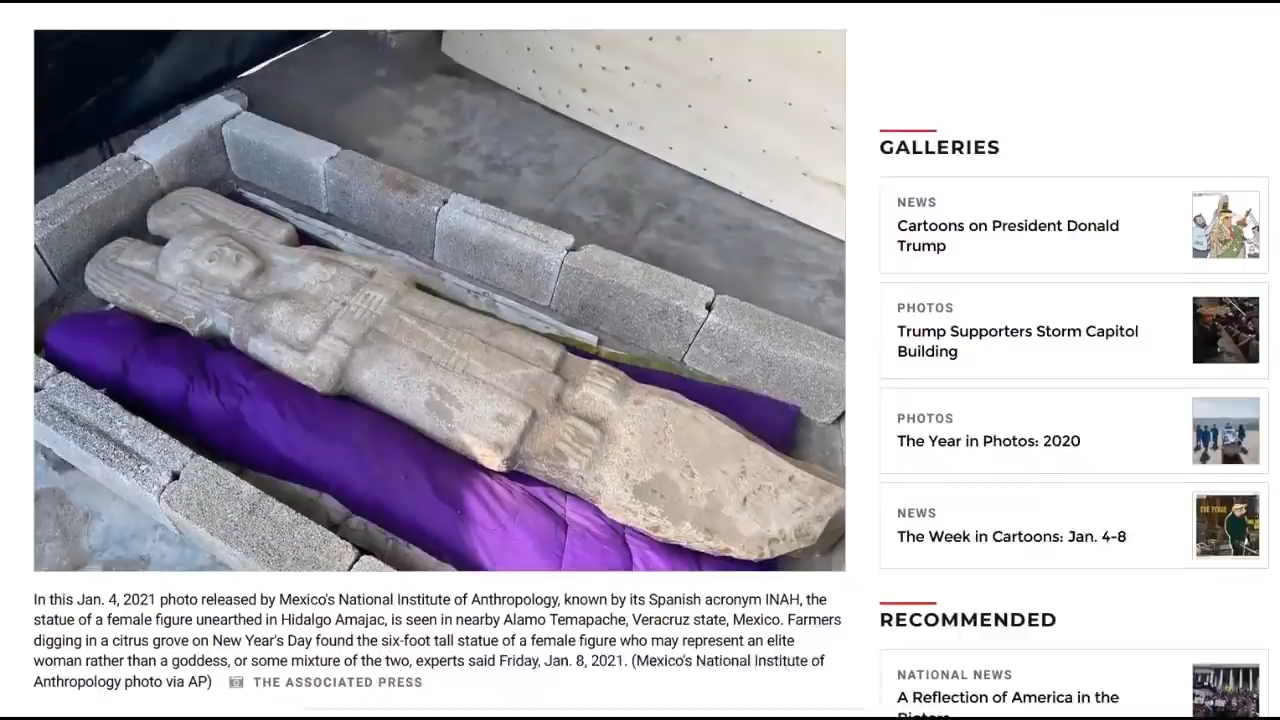 GALLERIES
NEWS
Cartoons on President Donald
Trump
PHOTOS
Trump Supporters Storm Capitol
Building
PHOTOS
The Year in Photos: 2020
NEWS
The Week in Cartoons: Jan. 4-8
In this Jan. 4, 2021 photo released by Mexico's National Institute of Anthropology, known by its Spanish acronym INAH, the
statue of a female figure unearthed in Hidalgo Amajac, is seen in nearby Alamo Temapache, Veracruz state, Mexico. Farmers
digging in a citrus grove on New Year's Day found the six-foot tall statue of a female figure who may represent an elite
woman rather than a goddess, or some mixture of the two, experts said Friday, Jan. 8, 2021. (Mexico's National Institute of
Anthropology photo via AP) THE ASSOCIATED PRESS
RECOMMENDED
NATIONAL NEWS
A Reflection of America in the